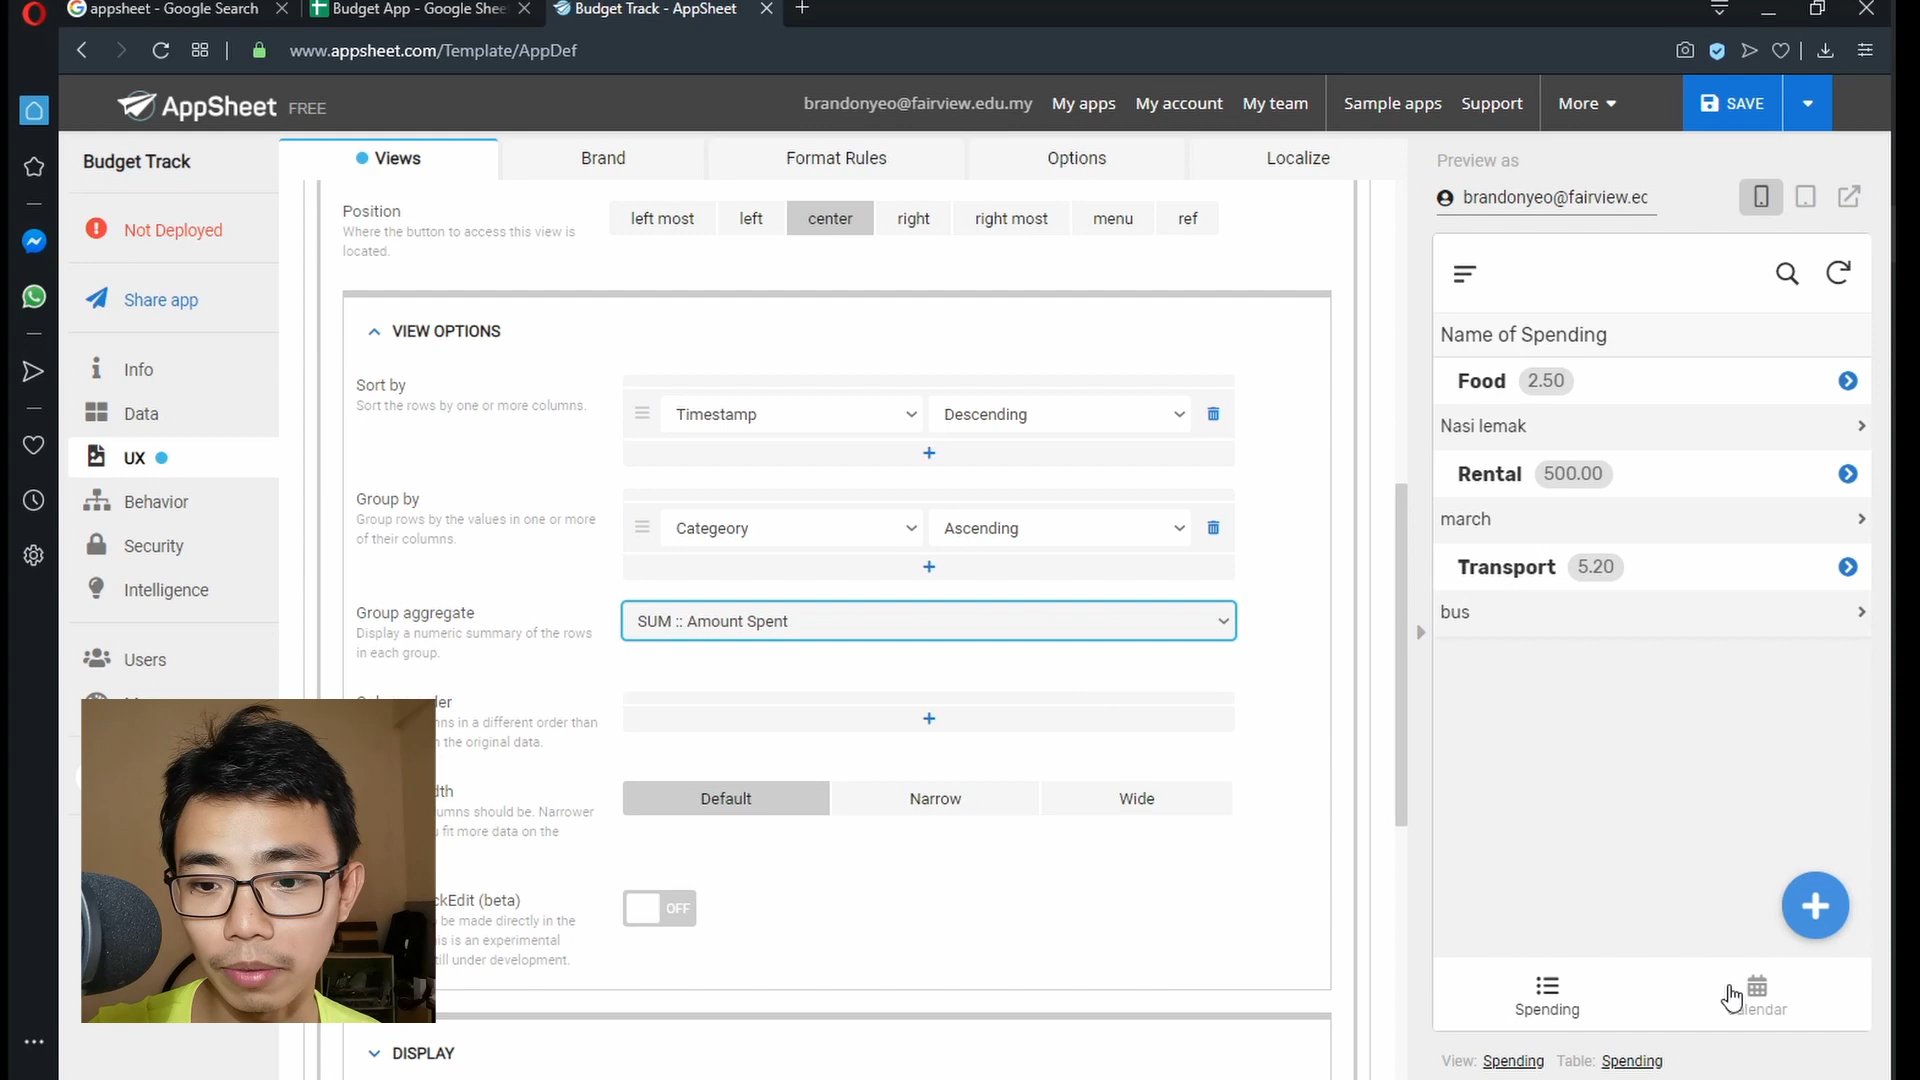 appsheet - Google Search
Budget App - Google She
Budget Track - AppSheet
www.appsheet.com/Template/AppDef
AppSheet FREE
brandonyeo@fairview.edu.my
My apps
My account
My team
Sample apps
Support
More
SAVE
Budget Track
Not Deployed
Share app
Info
Data
UX
Behavior
Security
Intelligence
Users
Views
Brand
Format Rules
Options
Localize
Position
Where the button to access this view is
located.
left most
left
center
right
right most
menu
ref
VIEW OPTIONS
Sort by
Sort the rows by one or more columns.
Timestamp
Descending
Group by
Group rows by the values in one or more
of their columns.
Categeory
Ascending
Group aggregate
Display a numeric summary of the rows
in each group.
SUM :: Amount Spent
der
in a different order than
the original data.
should be. Narrower
fit more data on the
Default
Narrow
Wide
ckEdit (beta)
be made directly in the
is is an experimental
till under development.
OFF
DISPLAY
Preview as
brandonyeo@fairview.ec
Name of Spending
Food 2.50
Nasi lemak
Rental 500.00
march
Transport 5.20
bus
Spending
alendar
View: Spending Table: Spending